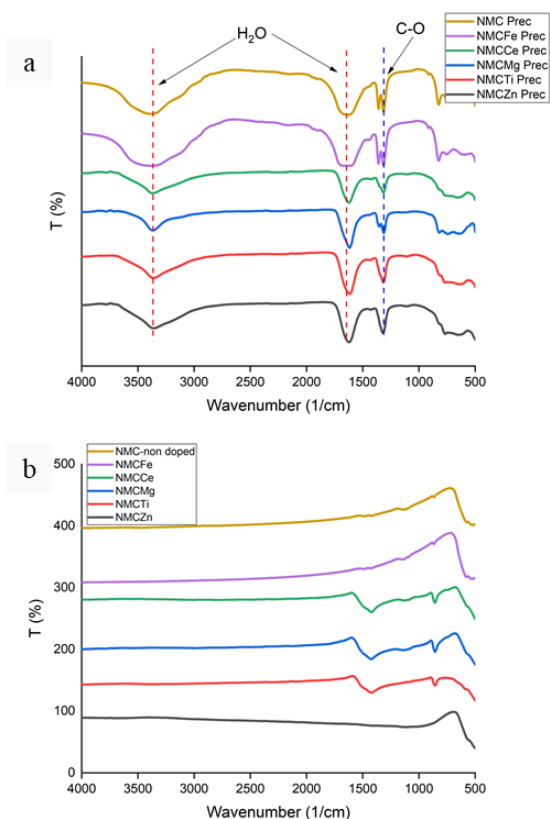 a
H₂O
C-O
NMC Prec
NMCFe Prec
NMCCe Prec
NMCMg Prec
NMCTi Prec
NMCZn Prec
T (%)
4000 3500 3000 2500 2000 1500 1000 500
Wavenumber (1/cm)
b
NMC-non doped
NMCFe
NMCCe
NMCMg
NMCTi
NMCZn
500
400
300
200
100
0
T (%)
4000 3500 3000 2500 2000 1500 1000 500
Wavenumber (1/cm)